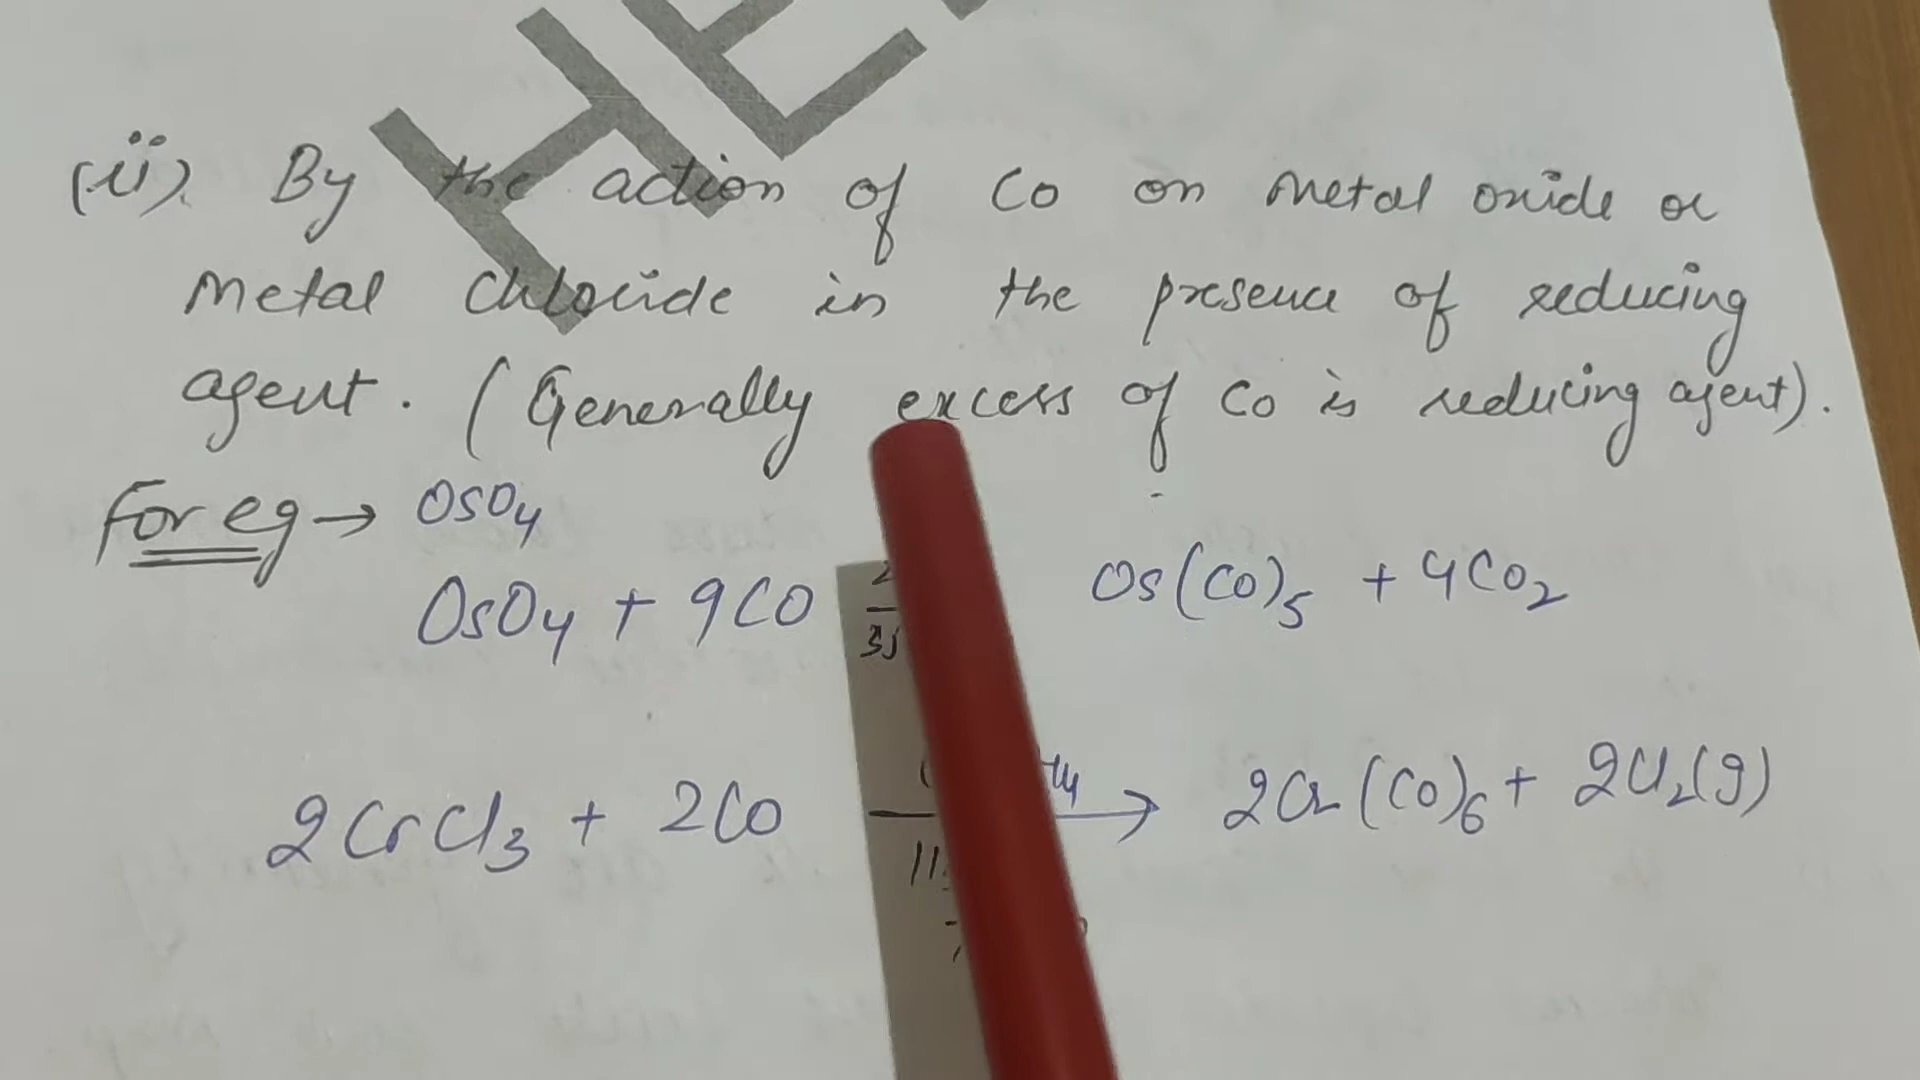 HE
(ii). By the action of CO on Metal oxide or
Metal Chloride in the presence of reducing
agent. (Generally excess of CO is reducing agent).
For eg → OsO4
OsO4 + 9CO Os(CO)5 + 4CO2
2CrCl3 + 2CO → 2Cr(CO)6 + 2Cl2(g)